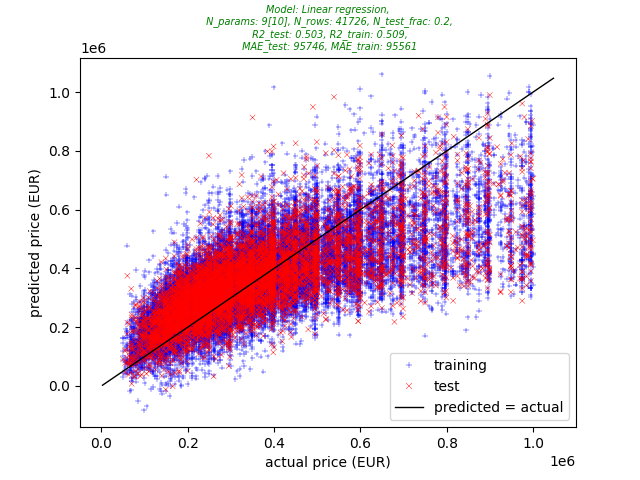 Model: Linear regression,
N_params: 9[10], N_rows: 41726, N_test_frac: 0.2,
R2_test: 0.503, R2_train: 0.509,
MAE_test: 95746, MAE_train: 95561
1e6
1.0
0.8
0.6
0.4
0.2
0.0
predicted price (EUR)
training
test
predicted = actual
0.0 0.2 0.4 0.6 0.8 1.0
actual price (EUR)
1e6